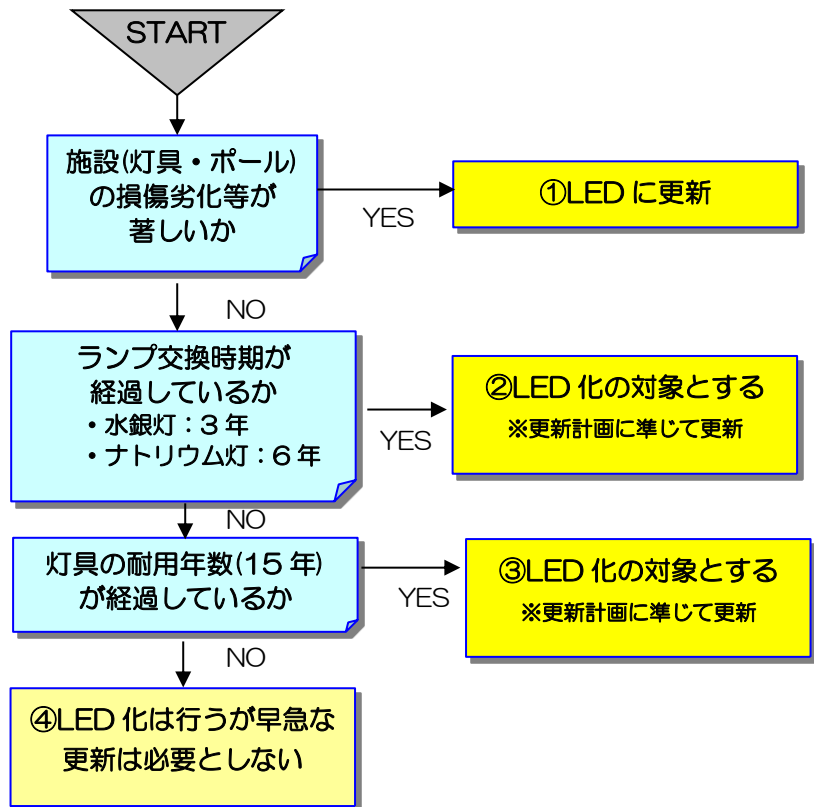 START
施設(灯具・ポール)
の損傷劣化等が
著しいか
YES
①LED に更新
NO
ランプ交換時期が
経過しているか
・水銀灯：3 年
・ナトリウム灯：6 年
YES
②LED 化の対象とする
※更新計画に準じて更新
NO
灯具の耐用年数(15 年)
が経過しているか
YES
③LED 化の対象とする
※更新計画に準じて更新
NO
④LED 化は行うが早急な
更新は必要としない